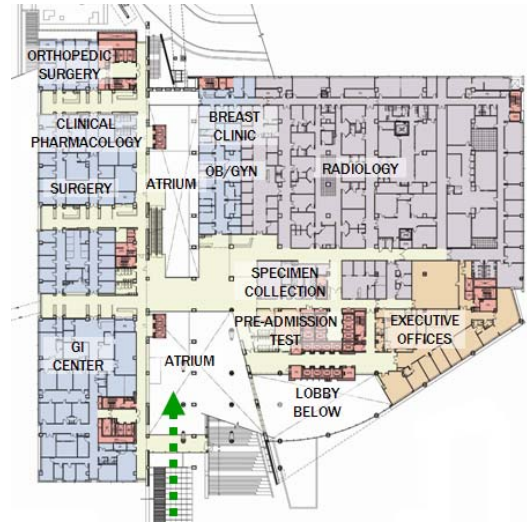 ORTHOPEDIC
SURGERY
CLINICAL
PHARMACOLOGY
SURGERY
ATRIUM
BREAST
CLINIC
OB/GYN
RADIOLOGY
SPECIMEN
COLLECTION
PRE-ADMISSION
TEST
EXECUTIVE
OFFICES
GI
CENTER
ATRIUM
LOBBY
BELOW